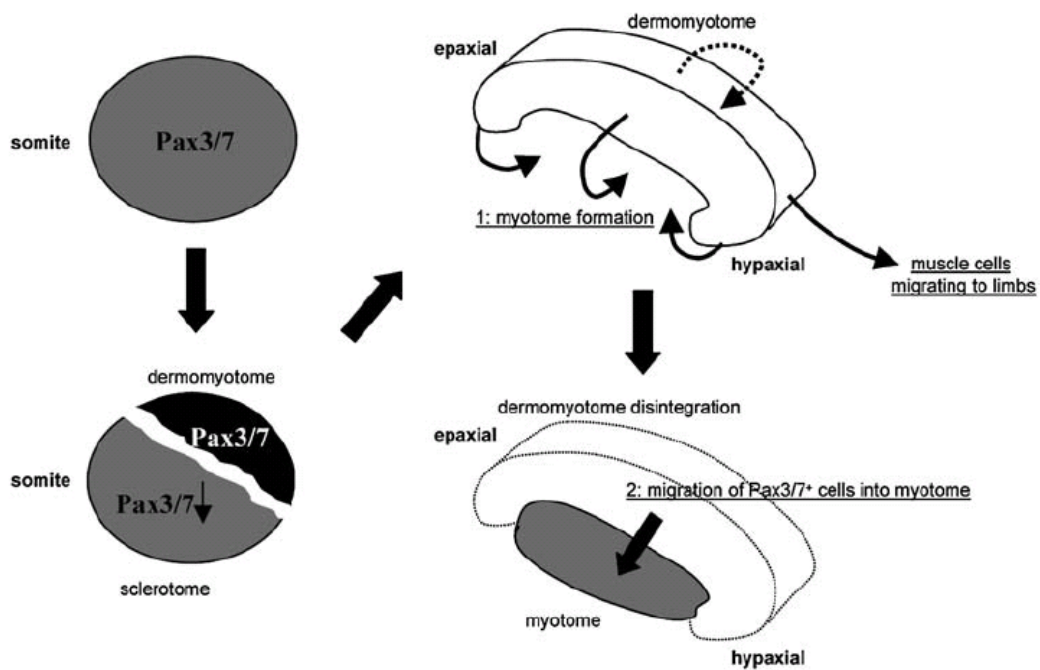 somite
Pax3/7
dermomyotome
somite
Pax3/7
Pax3/7
sclerotome
dermomyotome
epaxial
1: myotome formation
hypaxial
muscle cells
migrating to limbs
dermomyotome disintegration
epaxial
2: migration of Pax3/7⁺ cells into myotome
myotome
hypaxial